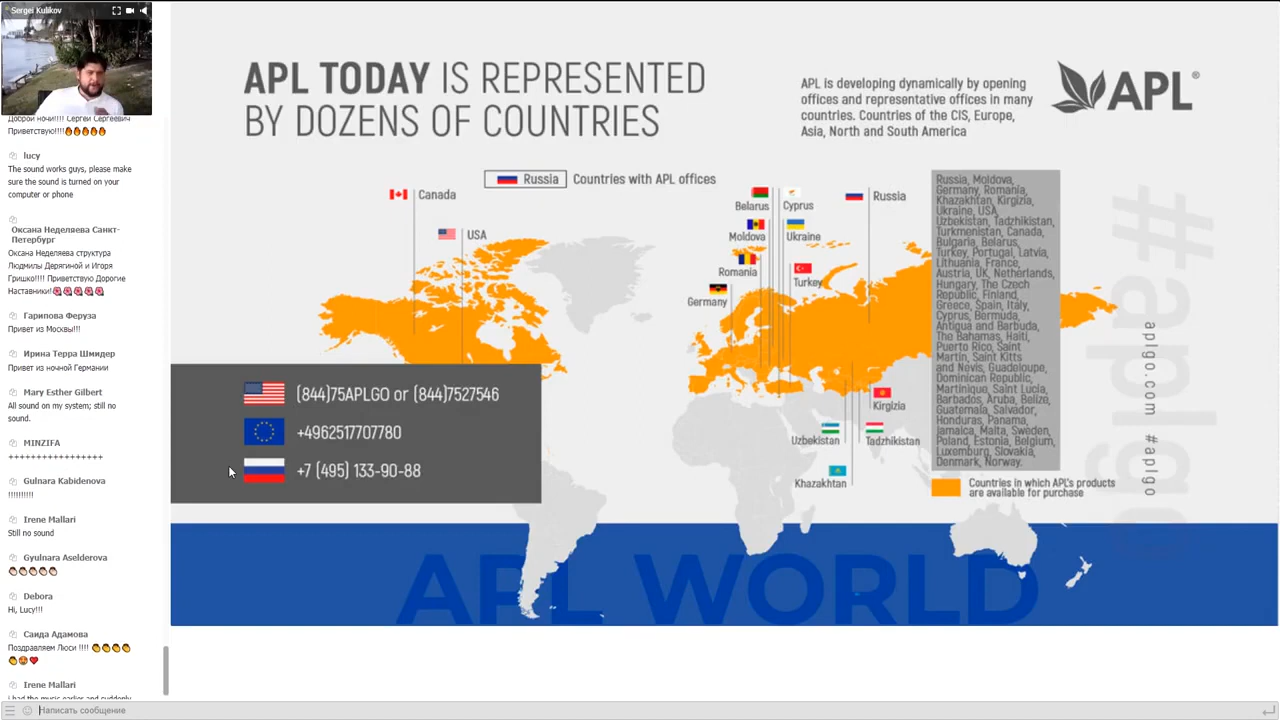 Sergei Kulikov
Доброй ночи!!!! Сергей Сергеевич
Приветствую!!!!🔥🔥🔥🔥🔥
lucy
The sound works guys, please make
sure the sound is turned on your
computer or phone
Оксана Неделяева Санкт-
Петербург
Оксана Неделяева структура
Людмилы Дерягиной и Игоря
Гришко!!!! Приветствую Дорогие
Наставники!🌺🌺🌺🌺🌺
Гарипова Феруза
Привет из Москвы!!!
Ирина Терра Шмидер
Привет из ночной Германии
Mary Esther Gilbert
All sound on my system; still no
sound.
MINZIFA
++++++++++++++++
Gulnara Kabidenova
!!!!!!!!!!
Irene Mallari
Still no sound
Gyulnara Aselderova
👏🏻👏🏻👏🏻👏🏻👏🏻
Debora
Hi, Lucy!!!
Саида Адамова
Поздравляем Люси !!!! 👏👏👏👏
👏😍❤️
Irene Mallari
i had the music earlier and suddenly
Написать сообщение
APL TODAY IS REPRESENTED
BY DOZENS OF COUNTRIES
APL is developing dynamically by opening
offices and representative offices in many
countries. Countries of the CIS, Europe,
Asia, North and South America
APL®
Russia Countries with APL offices
Canada
USA
Belarus
Cyprus
Russia
Moldova
Ukraine
Romania
Turkey
Germany
Kirgizia
Uzbekistan
Tadzhikistan
Khazakhtan
Russia, Moldova,
Germany, Romania,
Khazakhtan, Kirgizia,
Ukraine, USA,
Uzbekistan, Tadzhikistan,
Turkmenistan, Canada,
Bulgaria, Belarus,
Turkey, Portugal, Latvia,
Lithuania, France,
Austria, UK, Netherlands,
Hungary, The Czech
Republic, Finland,
Greece, Spain, Italy,
Cyprus, Bermuda,
Antigua and Barbuda,
The Bahamas, Haiti,
Puerto Rico, Saint
Martin, Saint Kitts
and Nevis, Guadeloupe,
Dominican Republic,
Martinique, Saint Lucia,
Barbados, Aruba, Belize,
Guatemala, Salvador,
Honduras, Panama,
Jamaica, Malta, Sweden,
Poland, Estonia, Belgium,
Luxemburg, Slovakia,
Denmark, Norway.
Countries in which APL's products
are available for purchase
(844)75APLGO or (844)7527546
+4962517707780
+7 (495) 133-90-88
aplgo.com #aplgo
#aplgo
APL WORLD